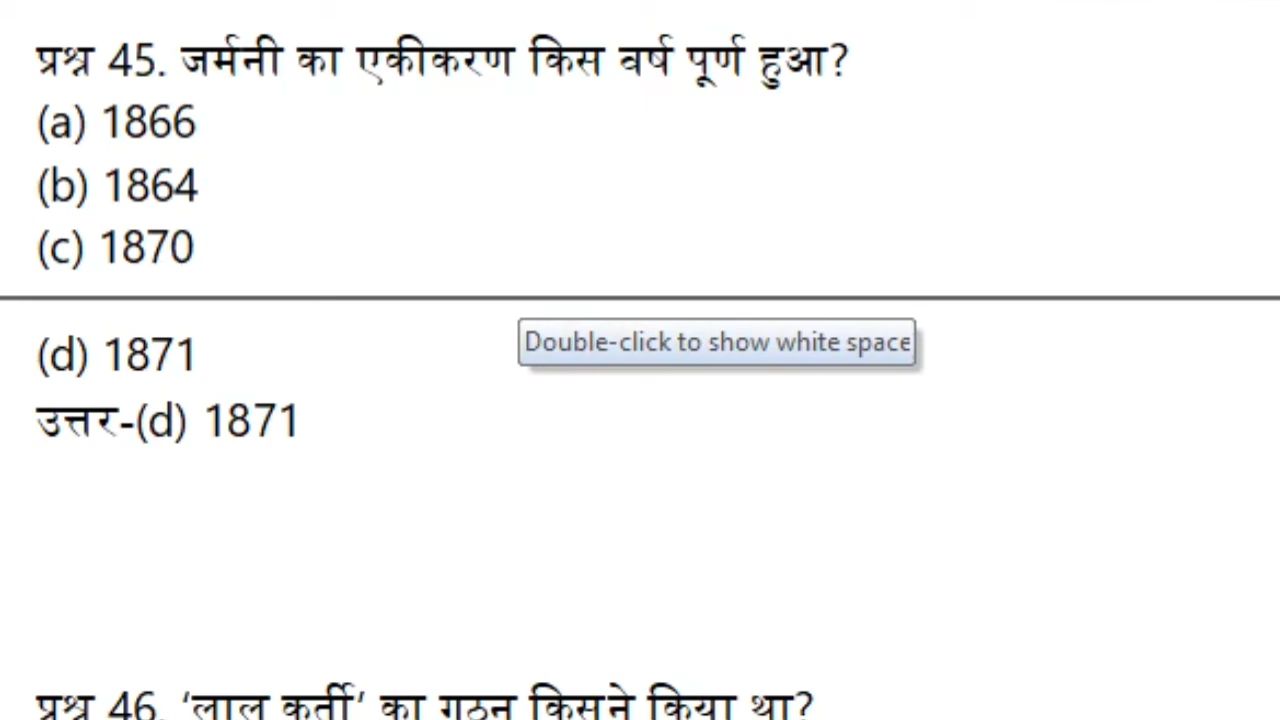 प्रश्न 45. जर्मनी का एकीकरण किस वर्ष पूर्ण हुआ?
(a) 1866
(b) 1864
(c) 1870
Double-click to show white space
(d) 1871
उत्तर-(d) 1871
प्रश्न 46. ‘लाल कुर्ती’ का गठन किसने किया था?